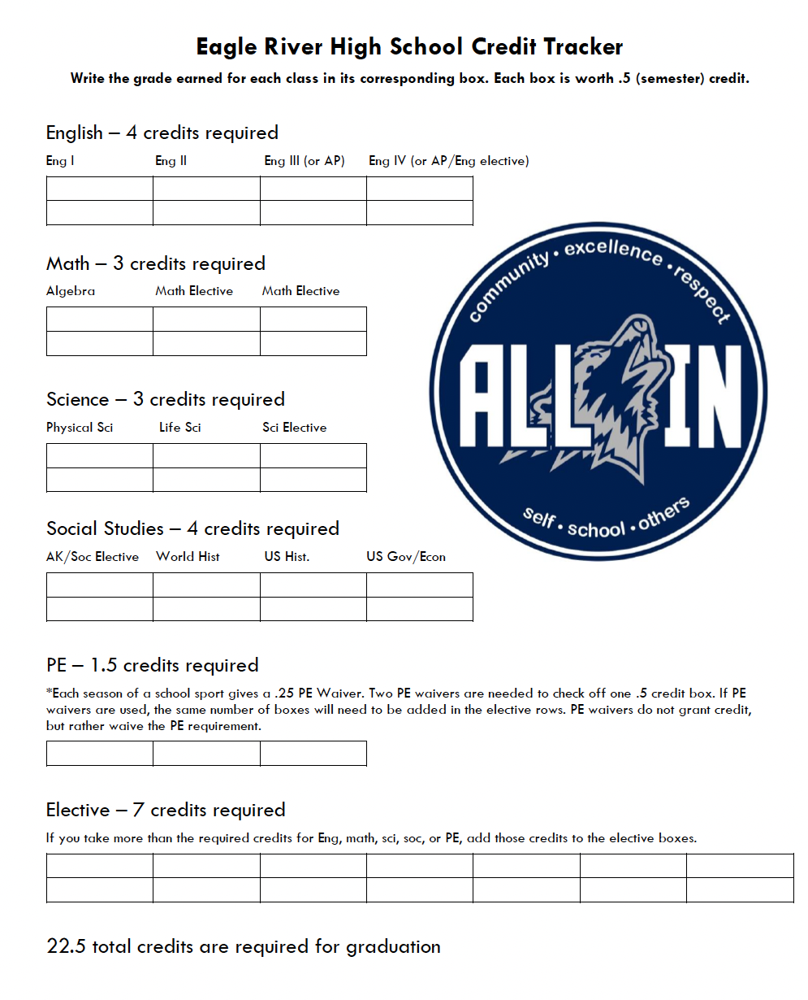 Eagle River High School Credit Tracker
Write the grade earned for each class in its corresponding box. Each box is worth .5 (semester) credit.
English – 4 credits required
Eng I Eng II Eng III (or AP) Eng IV (or AP/Eng elective)
Math – 3 credits required
Algebra Math Elective Math Elective
community • excellence • respect
ALL IN
self • school • others
Science – 3 credits required
Physical Sci Life Sci Sci Elective
Social Studies – 4 credits required
AK/Soc Elective World Hist US Hist. US Gov/Econ
PE – 1.5 credits required
*Each season of a school sport gives a .25 PE Waiver. Two PE waivers are needed to check off one .5 credit box. If PE
waivers are used, the same number of boxes will need to be added in the elective rows. PE waivers do not grant credit,
but rather waive the PE requirement.
Elective – 7 credits required
If you take more than the required credits for Eng, math, sci, soc, or PE, add those credits to the elective boxes.
22.5 total credits are required for graduation